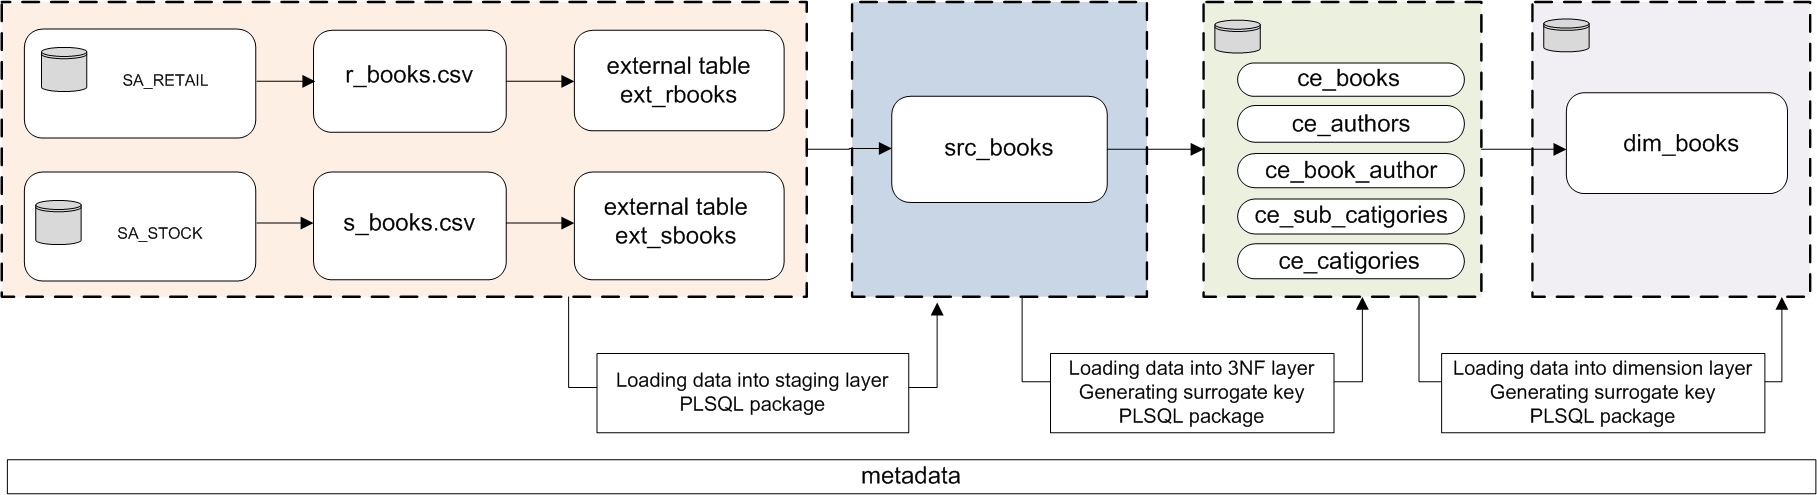 SA_RETAIL
r_books.csv
external table
ext_rbooks
SA_STOCK
s_books.csv
external table
ext_sbooks
src_books
ce_books
ce_authors
ce_book_author
ce_sub_catigories
ce_catigories
dim_books
Loading data into staging layer
PLSQL package
Loading data into 3NF layer
Generating surrogate key
PLSQL package
Loading data into dimension layer
Generating surrogate key
PLSQL package
metadata